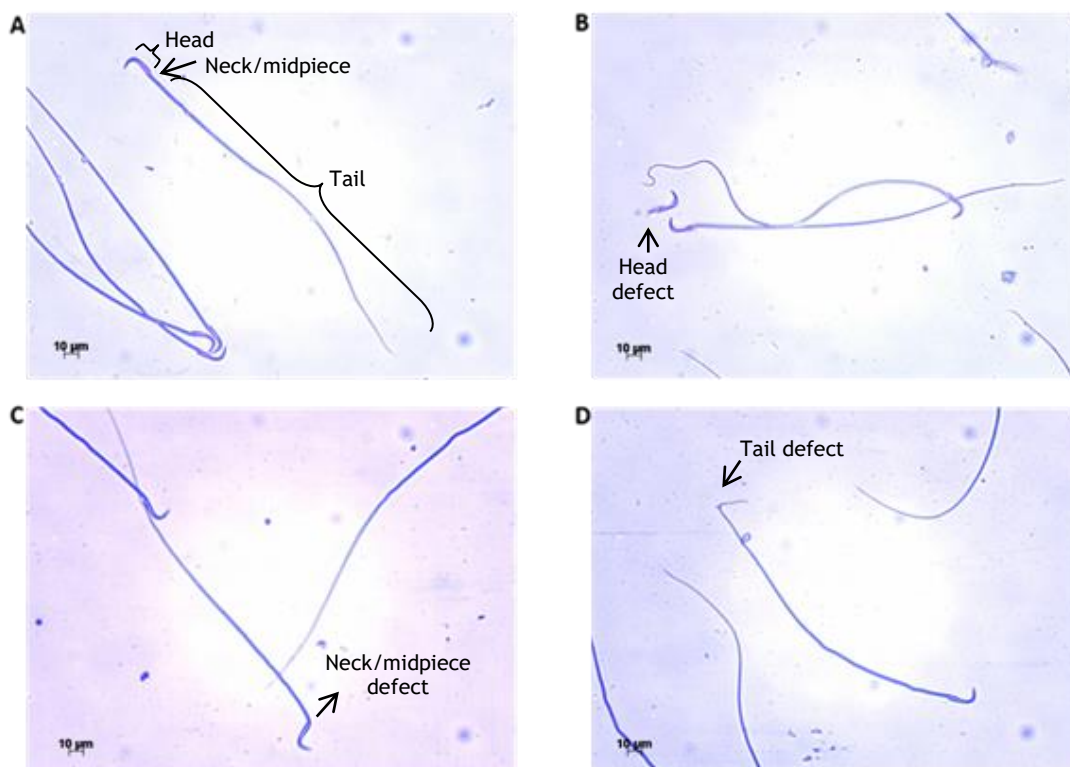 A
Head
Neck/midpiece
Tail
10 µm
B
Head
defect
10 µm
C
Neck/midpiece
defect
10 µm
D
Tail defect
10 µm